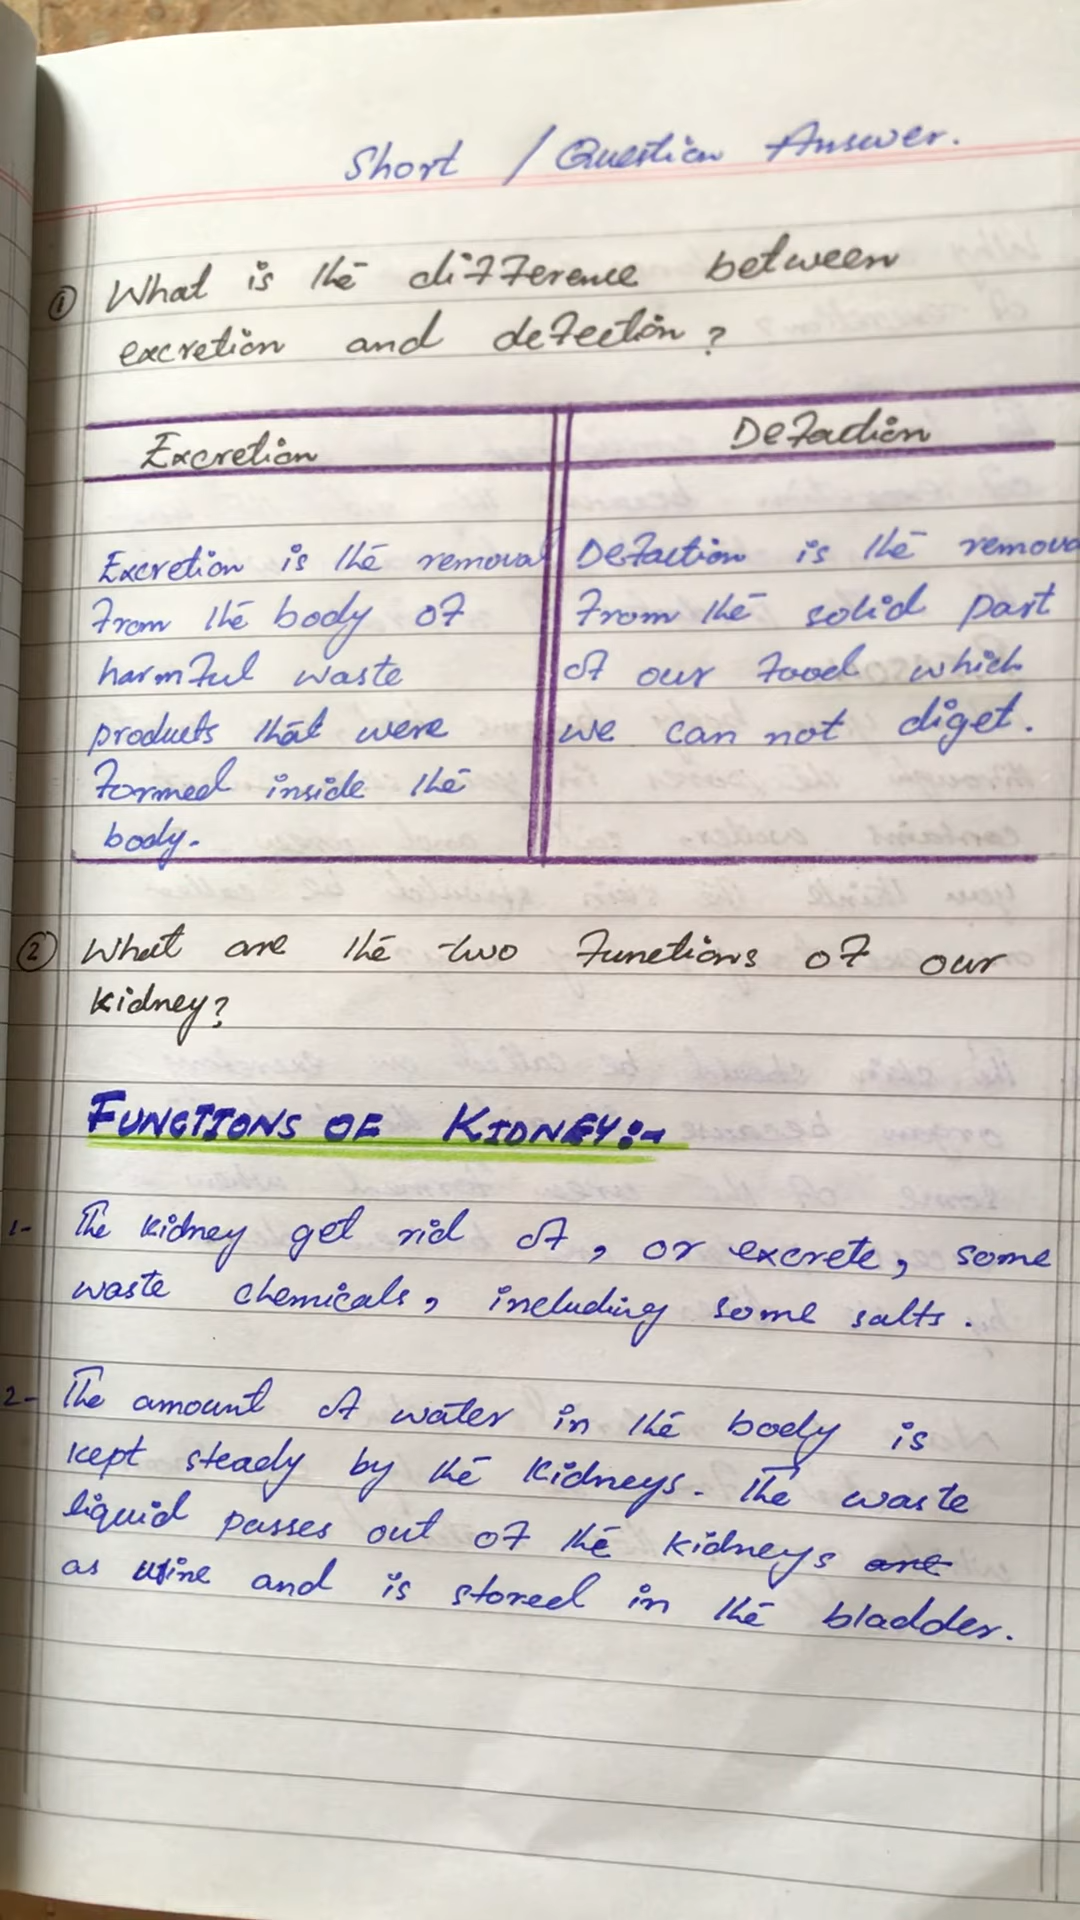 Short / Question Answer.
① What is the difference between
excretion and defection?
Excretion
Defaction
Excretion is the removal
from the body of
harmful waste
products that were
formed inside the
body.
Defaction is the remova
from the solid part
of our food which
we can not diget.
② What are the two functions of our
kidney?
FUNCTIONS OF KIDNEY:-
1- The kidney get rid of, or excrete, some
waste chemicals, including some salts.
2- The amount of water in the body is
kept steady by the kidneys. The waste
liquid passes out of the kidneys are
as urine and is stored in the bladder.